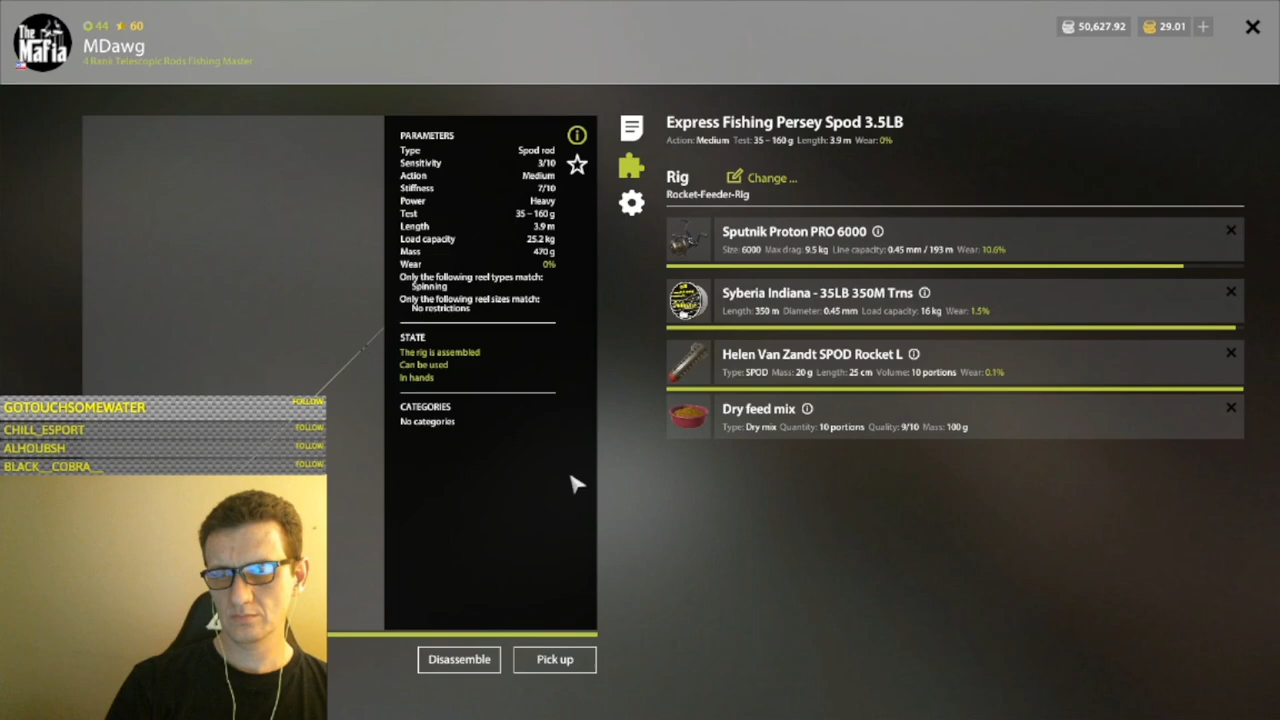 The
Mafia
44 60
MDawg
4 Rank Telescopic Rods Fishing Master
50,627.92
29.01
PARAMETERS
Type Spod rod
Sensitivity 3/10
Action Medium
Stiffness 7/10
Power Heavy
Test 35 – 160 g
Length 3.9 m
Load capacity 25.2 kg
Mass 470 g
Wear 0%
Only the following reel types match:
Spinning
Only the following reel sizes match:
No restrictions
STATE
The rig is assembled
Can be used
In hands
CATEGORIES
No categories
Disassemble
Pick up
Express Fishing Persey Spod 3.5LB
Action: Medium Test: 35 – 160 g Length: 3.9 m Wear: 0%
Rig
Change ...
Rocket-Feeder-Rig
Sputnik Proton PRO 6000
Size: 6000 Max drag: 9.5 kg Line capacity: 0.45 mm / 193 m Wear: 10.6%
Syberia Indiana - 35LB 350M Trns
Length: 350 m Diameter: 0.45 mm Load capacity: 16 kg Wear: 1.5%
Helen Van Zandt SPOD Rocket L
Type: SPOD Mass: 20 g Length: 25 cm Volume: 10 portions Wear: 0.1%
Dry feed mix
Type: Dry mix Quantity: 10 portions Quality: 9/10 Mass: 100 g
GOTOUCHSOMEWATER FOLLOW
CHILL_ESPORT FOLLOW
ALHOUBSH FOLLOW
BLACK__COBRA__ FOLLOW